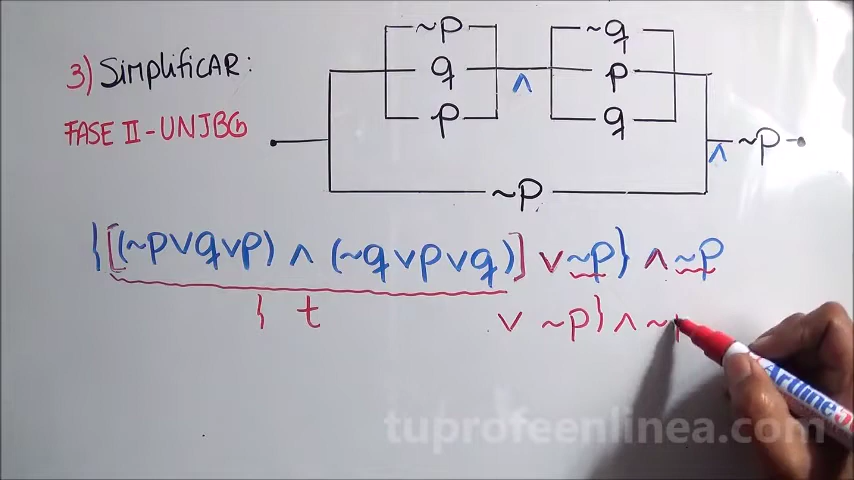 3) SimplificAR:
FASE II - UNJBG
~p
q
p
∧
~q
p
q
∧ ~p
~p
{[(~p∨q∨p) ∧ (~q∨p∨q)] ∨ ~p} ∧ ~p
{ t ∨ ~p} ∧ ~p
Artline
tuprofeenlinea.com